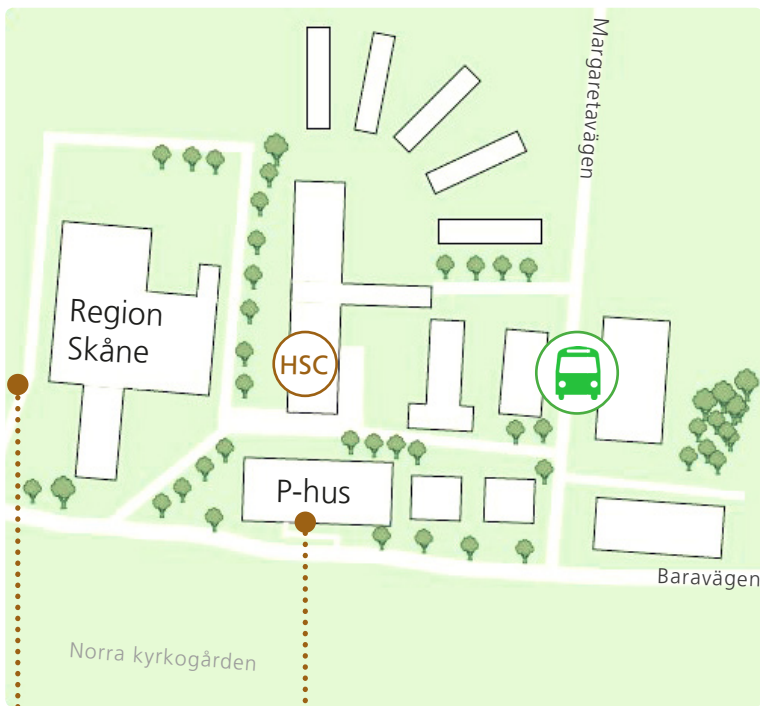 Margaretavägen
Region
Skåne
HSC
P-hus
Baravägen
Norra kyrkogården